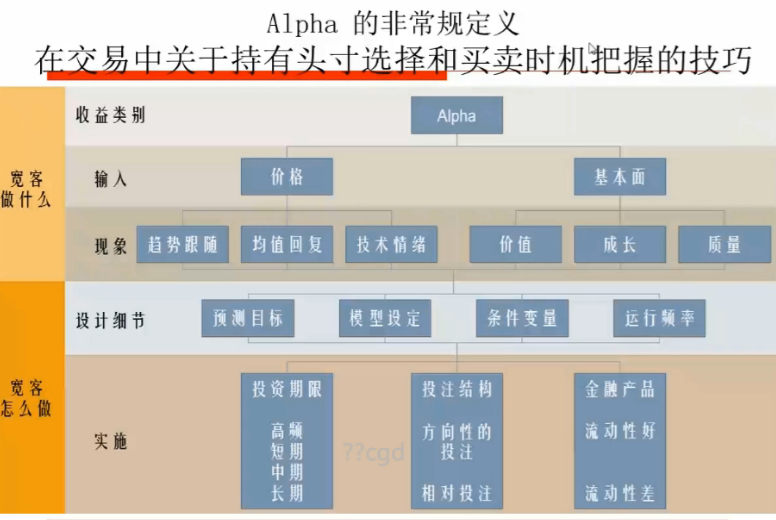 Alpha 的非常规定义
在交易中关于持有头寸选择和买卖时机把握的技巧
收益类别
Alpha
宽客
做什么
输入
价格
基本面
现象
趋势跟随
均值回复
技术情绪
价值
成长
质量
设计细节
预测目标
模型设定
条件变量
运行频率
宽客
怎么做
实施
投资期限
高频
短期
中期
长期
投注结构
方向性的
投注
相对投注
金融产品
流动性好
流动性差
??cgd